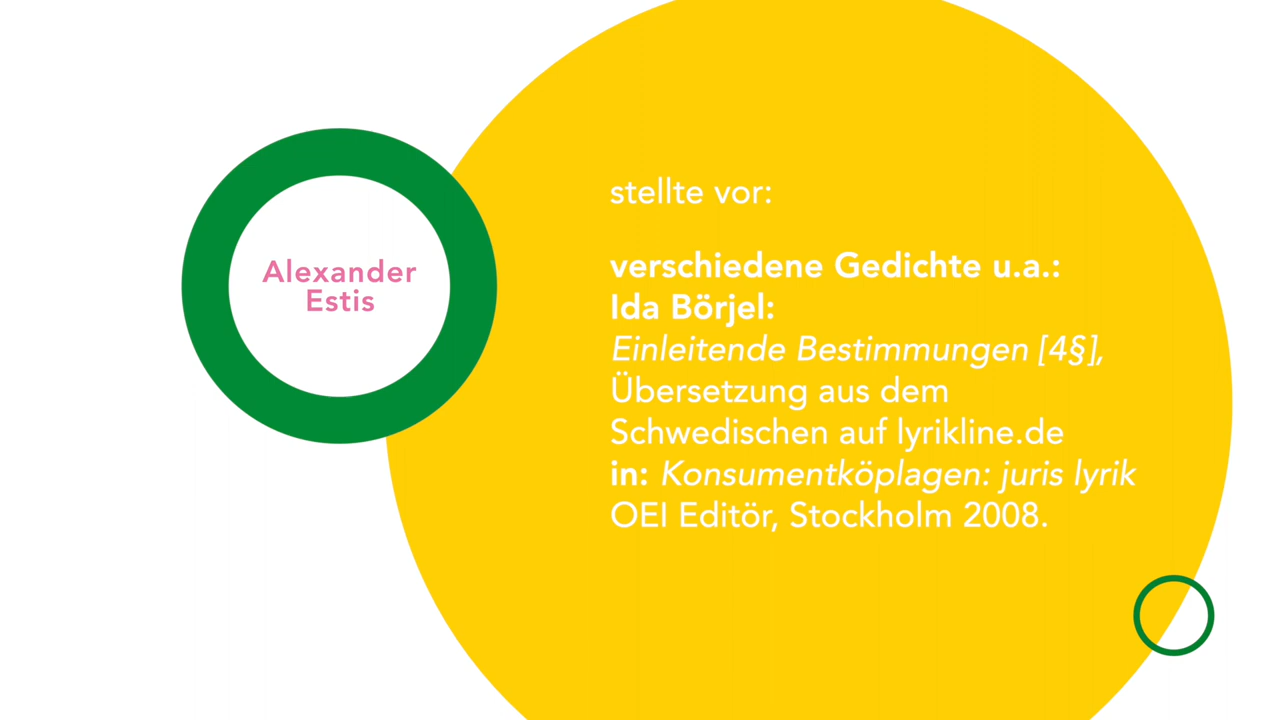 Alexander
Estis
stellte vor:
verschiedene Gedichte u.a.:
Ida Börjel:
Einleitende Bestimmungen [4§],
Übersetzung aus dem
Schwedischen auf lyrikline.de
in: Konsumentköplagen: juris lyrik
OEI Editör, Stockholm 2008.